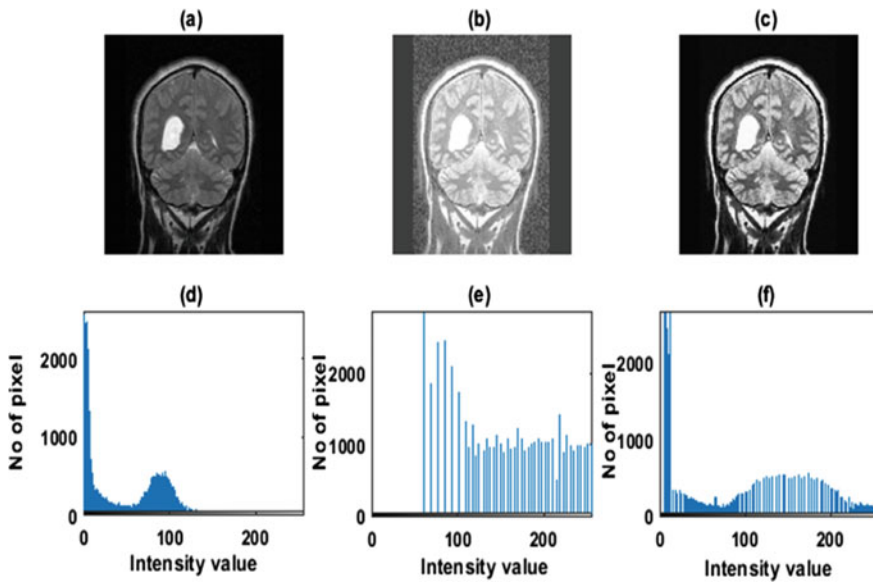 (a)
(b)
(c)
(d)
2000
1000
0
No of pixel
0
100
200
Intensity value
(e)
2000
1000
0
No of pixel
0
100
200
Intensity value
(f)
2000
1000
0
No of pixel
0
100
200
Intensity value